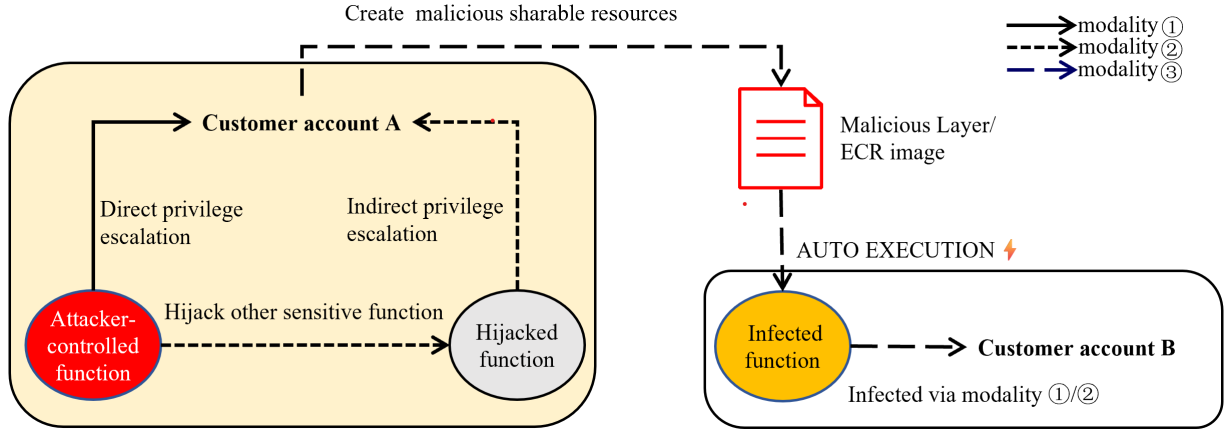 Create malicious sharable resources
modality①
modality②
modality③
Customer account A
Malicious Layer/
ECR image
Direct privilege
escalation
Indirect privilege
escalation
AUTO EXECUTION⚡
Attacker-
controlled
function
Hijack other sensitive function
Hijacked
function
Infected
function
Customer account B
Infected via modality ①/②